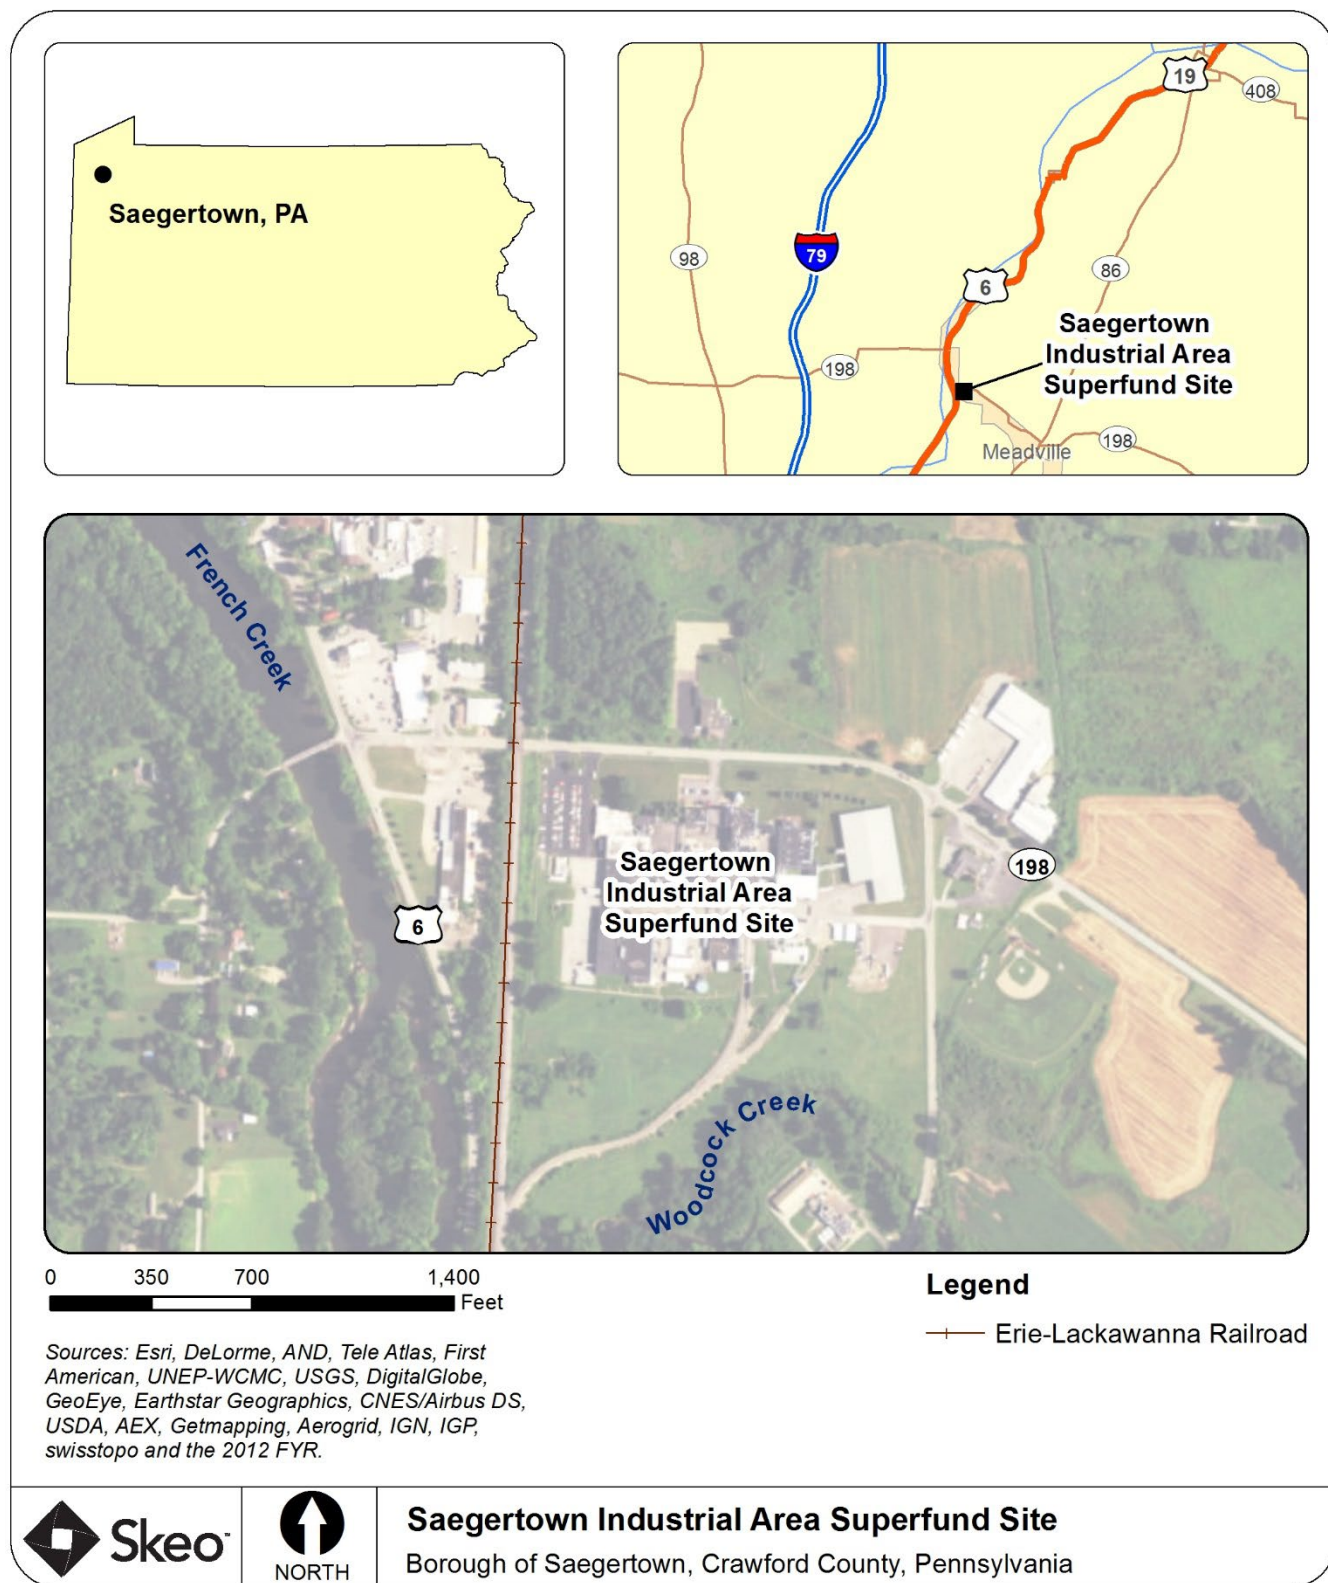 Saegertown, PA
19
408
79
98
6
86
Saegertown
Industrial Area
Superfund Site
198
198
Meadville
French Creek
Saegertown
Industrial Area
Superfund Site
198
6
Woodcock Creek
0 350 700 1,400
Feet
Legend
Erie-Lackawanna Railroad
Sources: Esri, DeLorme, AND, Tele Atlas, First
American, UNEP-WCMC, USGS, DigitalGlobe,
GeoEye, Earthstar Geographics, CNES/Airbus DS,
USDA, AEX, Getmapping, Aerogrid, IGN, IGP,
swisstopo and the 2012 FYR.
Skeo™
NORTH
Saegertown Industrial Area Superfund Site
Borough of Saegertown, Crawford County, Pennsylvania